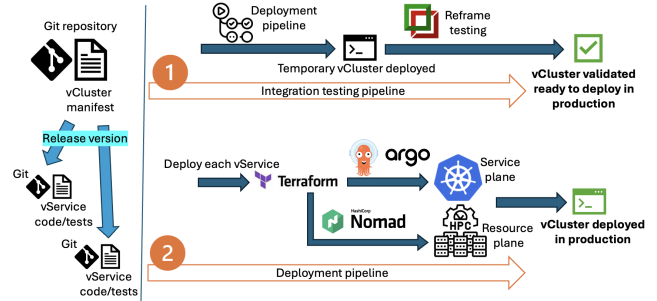 Git repository
vCluster
manifest
Release version
Git
vService
code/tests
Git
vService
code/tests
Deployment
pipeline
Reframe
testing
Temporary vCluster deployed
vCluster validated
ready to deploy in
production
1
Integration testing pipeline
Deploy each vService
Terraform
argo
Service
plane
HashiCorp
Nomad
HPC
Resource
plane
vCluster deployed
in production
2
Deployment pipeline